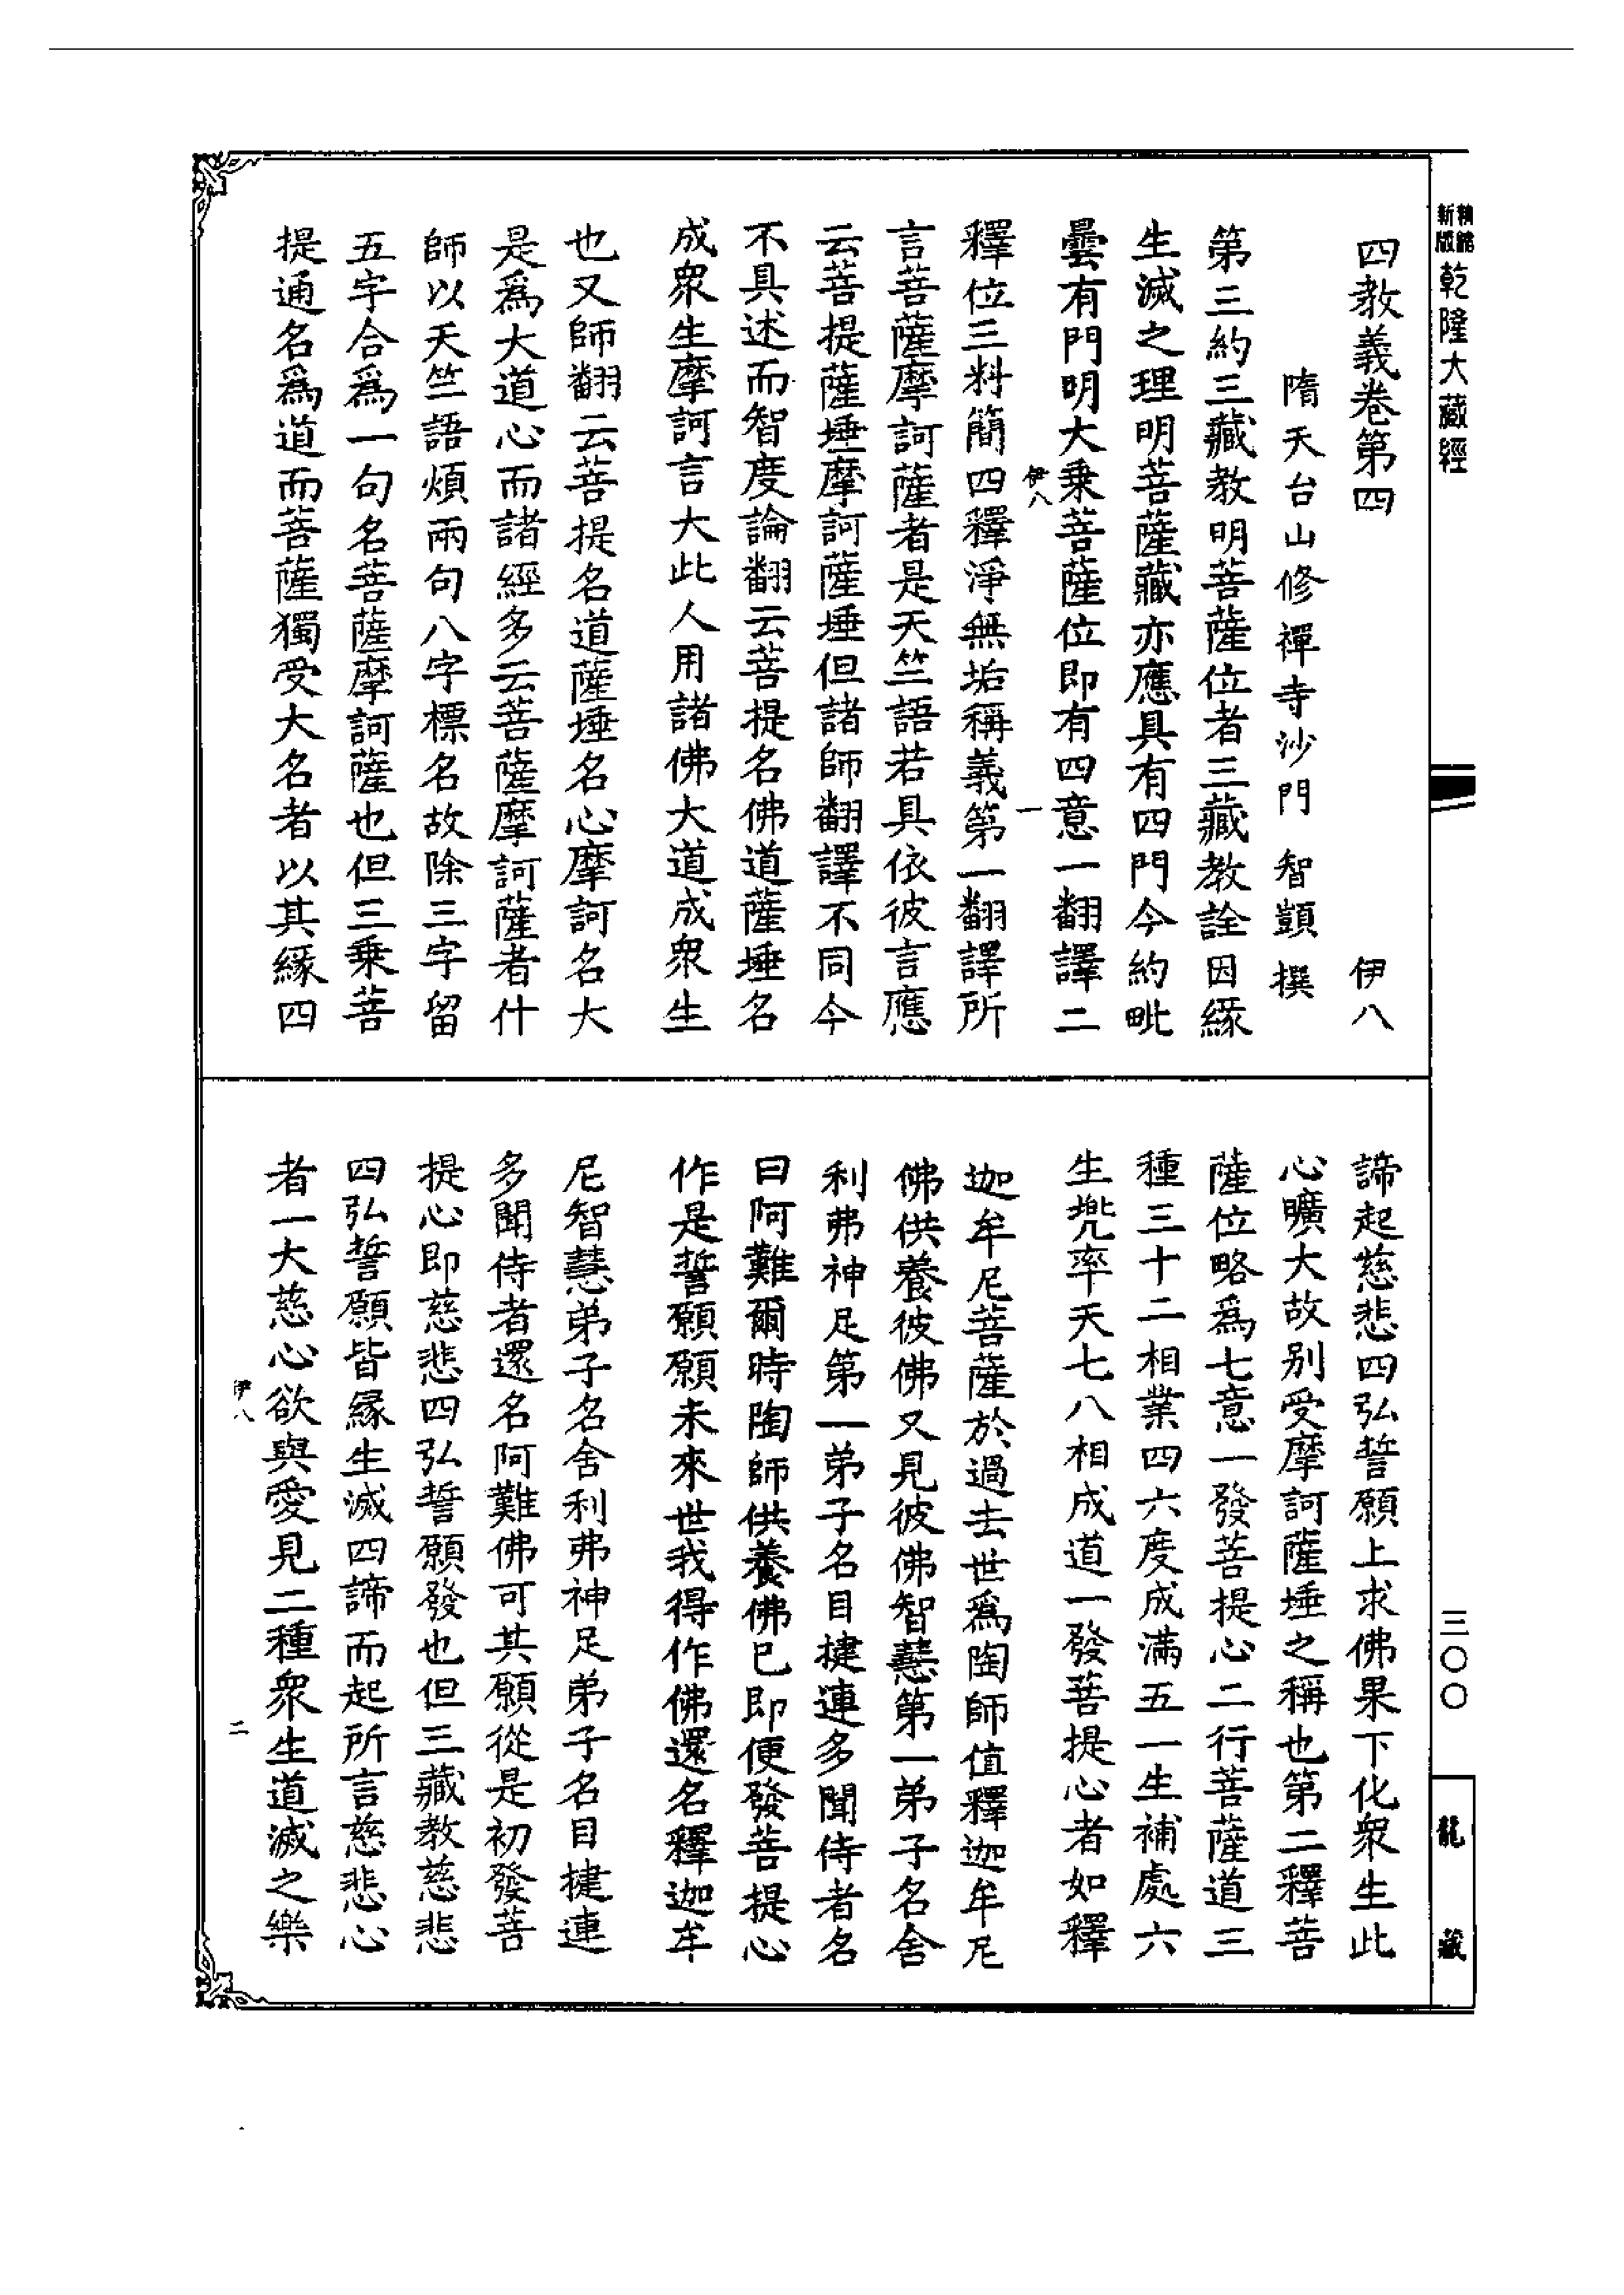 新版精縮乾隆大藏經
四教義卷第四 伊八
隋天台山修禪寺沙門 智顗 撰
第三約三藏教明菩薩位者三藏教詮因緣
生滅之理明菩薩藏亦應具有四門今約毗
曇有門明大乘菩薩位即有四意一翻譯二
伊八 一
釋位三料簡四釋淨無垢稱義第一翻譯所
言菩薩摩訶薩者是天竺語若具依彼言應
云菩提薩埵摩訶薩埵但諸師翻譯不同今
不具述而智度論翻云菩提名佛道薩埵名
成眾生摩訶言大此人用諸佛大道成眾生
也又師翻云菩提名道薩埵名心摩訶名大
是爲大道心而諸經多云菩薩摩訶薩者什
師以天竺語煩兩句八字標名故除三字留
五字合爲一句名菩薩摩訶薩也但三乘菩
提通名爲道而菩薩獨受大名者以其緣四
諦起慈悲四弘誓願上求佛果下化眾生此
心曠大故別受摩訶薩埵之稱也第二釋菩
薩位略爲七意一發菩提心二行菩薩道三
種三十二相業四六度成滿五一生補處六
生兜率天七八相成道一發菩提心者如釋
迦牟尼菩薩於過去世爲陶師值釋迦牟尼
佛供養彼佛又見彼佛智慧第一弟子名舍
利弗神足第一弟子名目揵連多聞侍者名
曰阿難爾時陶師供養佛已即便發菩提心
作是誓願願未來世我得作佛還名釋迦牟
尼智慧弟子名舍利弗神足弟子名目揵連
多聞侍者還名阿難佛可其願從是初發菩
提心即慈悲四弘誓願發也但三藏教慈悲
四弘誓願皆緣生滅四諦而起所言慈悲心
者一大慈心欲與愛見二種眾生道滅之樂
伊八 二
三〇〇
龍藏